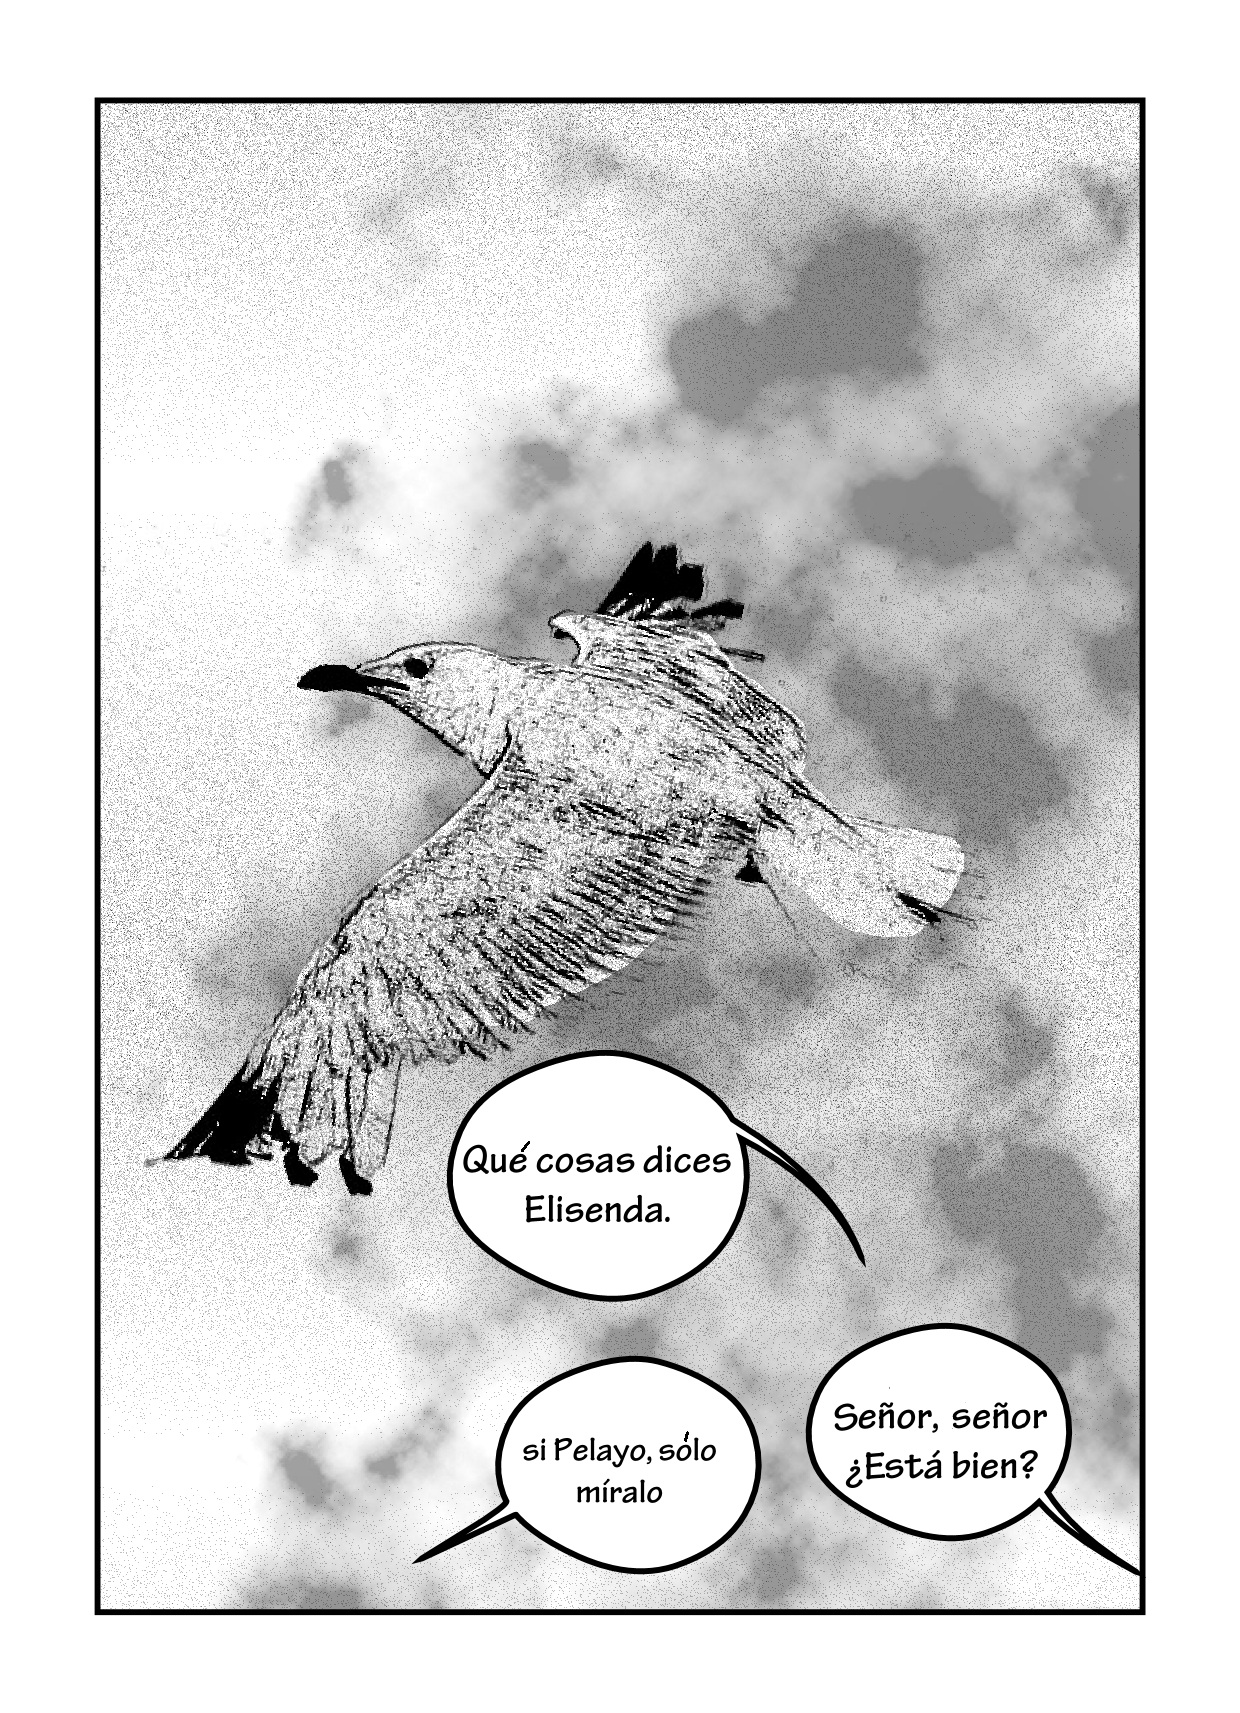 Qué cosas dices
Elisenda.
si Pelayo, sólo
míralo
Señor, señor
¿Está bien?